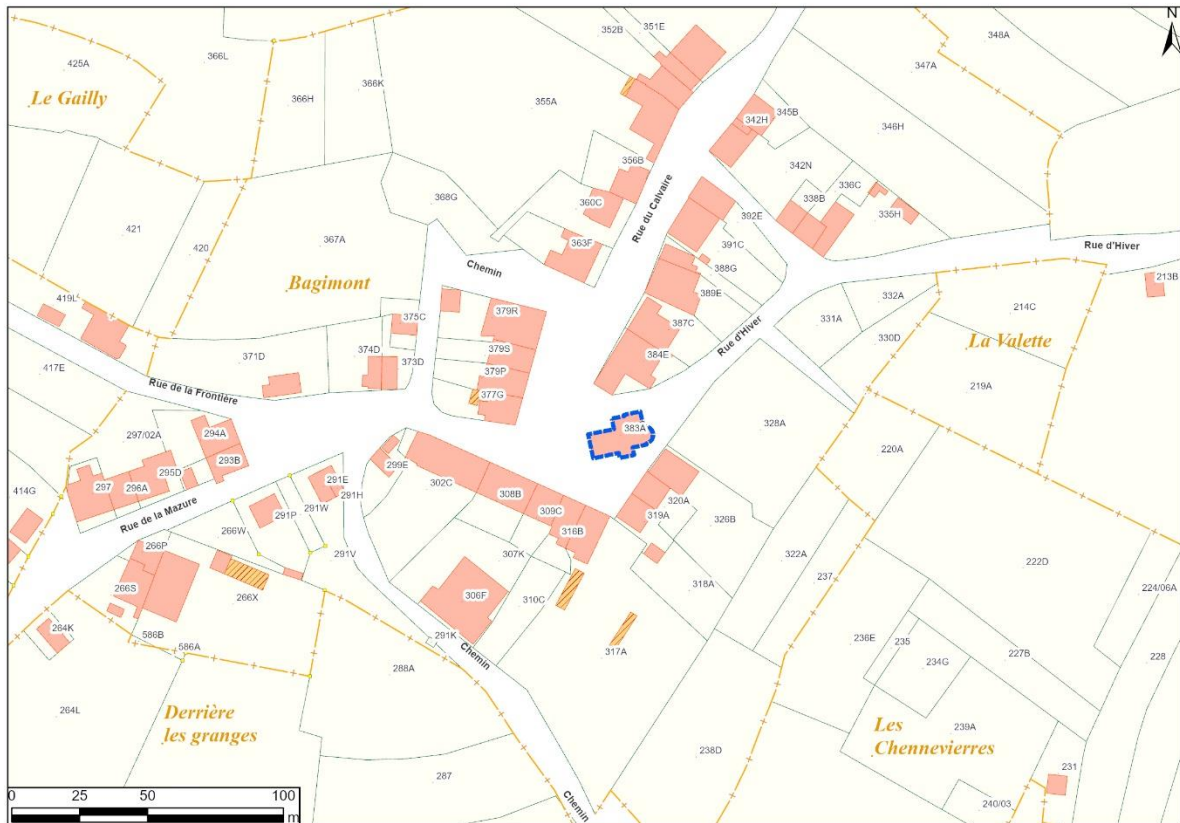 352B
351E
348A
N
366L
425A
347A
366K
366H
Le Gailly
355A
345B
342H
346H
356B
342N
336C
368G
360C
338B
335H
392E
Rue du Calvaire
421
420
367A
363F
391C
Rue d'Hiver
Chemin
388G
213B
Bagimont
389E
332A
214C
419L
375C
379R
387C
331A
La Valette
330D
374D
379S
384E
Rue d'Hiver
371D
373D
379P
219A
417E
Rue de la Frontière
377G
383A
328A
297/02A
294A
220A
293B
299E
302C
295D
291E
308B
320A
297
296A
291H
414G
291W
309C
319A
326B
Rue de la Mazure
291P
316B
266W
322A
237
266P
291V
307K
222D
318A
224/06A
266S
266X
306F
310C
264K
236E
235
586B
291K
586A
317A
227B
Chemin
234G
228
288A
264L
Derrière
les granges
Les
Chennevierres
239A
238D
231
287
0 25 50 100
m
Chemin
240/03